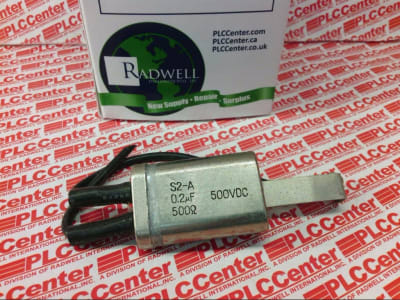 PLCCenter.com
PLCCenter.ca
PLCCenter.co.uk
RADWELL
New Supply • Repair • Surplus
S2-A
0.2µF 500VDC
500Ω
PLCCenter
A DIVISION OF RADWELL INTERNATIONAL, INC.